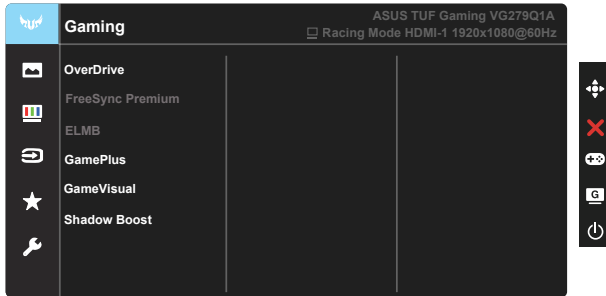 Gaming
ASUS TUF Gaming VG279Q1A
Racing Mode HDMI-1 1920x1080@60Hz
OverDrive
FreeSync Premium
ELMB
GamePlus
GameVisual
Shadow Boost
G